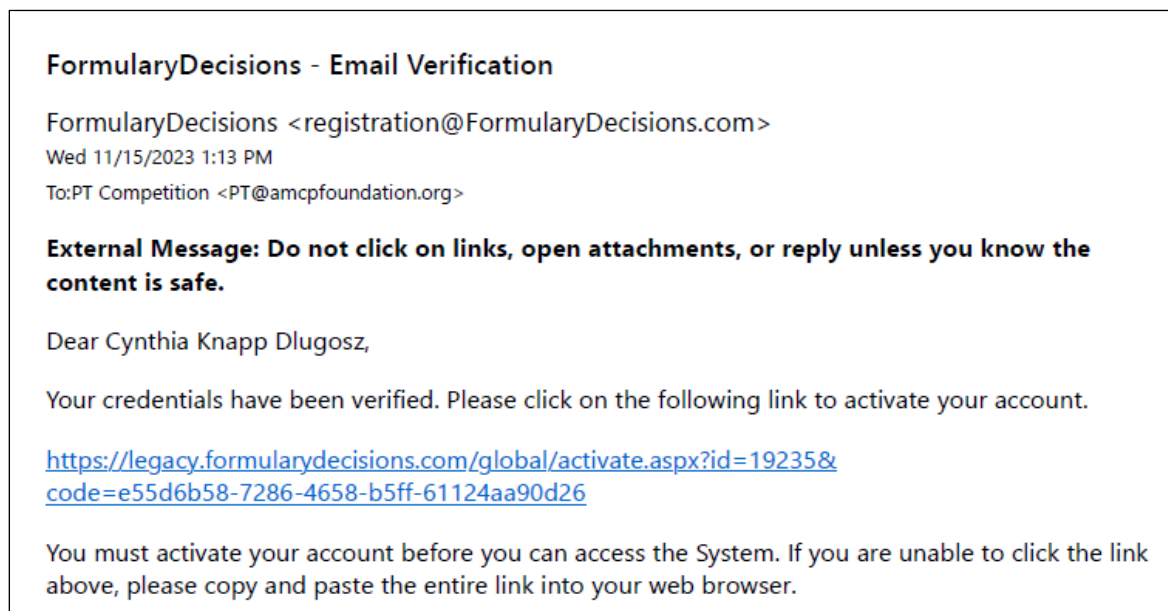 FormularyDecisions - Email Verification
FormularyDecisions <registration@FormularyDecisions.com>
Wed 11/15/2023 1:13 PM
To:PT Competition <PT@amcpfoundation.org>
External Message: Do not click on links, open attachments, or reply unless you know the
content is safe.
Dear Cynthia Knapp Dlugosz,
Your credentials have been verified. Please click on the following link to activate your account.
https://legacy.formularydecisions.com/global/activate.aspx?id=19235&
code=e55d6b58-7286-4658-b5ff-61124aa90d26
You must activate your account before you can access the System. If you are unable to click the link
above, please copy and paste the entire link into your web browser.